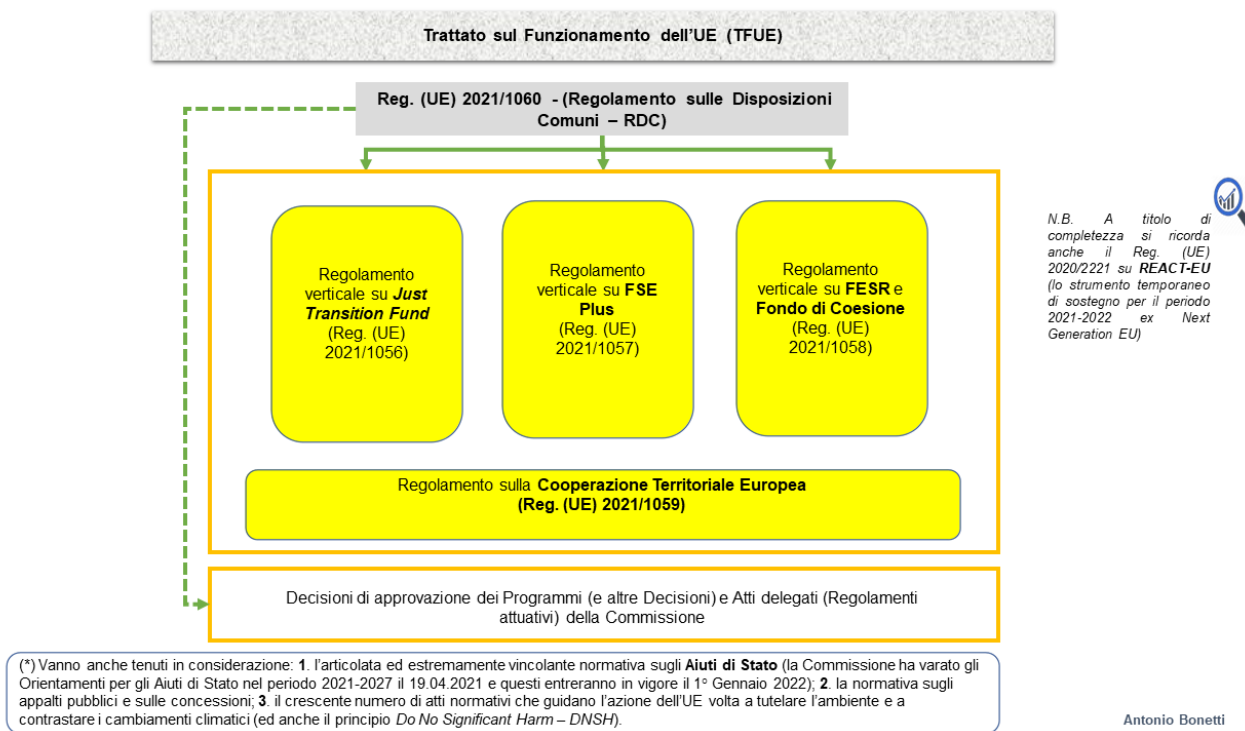 Trattato sul Funzionamento dell'UE (TFUE)
Reg. (UE) 2021/1060 - (Regolamento sulle Disposizioni
Comuni – RDC)
Regolamento
verticale su Just
Transition Fund
(Reg. (UE)
2021/1056)
Regolamento
verticale su FSE
Plus
(Reg. (UE)
2021/1057)
Regolamento
verticale su FESR e
Fondo di Coesione
(Reg. (UE)
2021/1058)
N.B. A titolo di
completezza si ricorda
anche il Reg. (UE)
2020/2221 su REACT-EU
(lo strumento temporaneo
di sostegno per il periodo
2021-2022 ex Next
Generation EU)
Regolamento sulla Cooperazione Territoriale Europea
(Reg. (UE) 2021/1059)
Decisioni di approvazione dei Programmi (e altre Decisioni) e Atti delegati (Regolamenti
attuativi) della Commissione
(*) Vanno anche tenuti in considerazione: 1. l'articolata ed estremamente vincolante normativa sugli Aiuti di Stato (la Commissione ha varato gli
Orientamenti per gli Aiuti di Stato nel periodo 2021-2027 il 19.04.2021 e questi entreranno in vigore il 1° Gennaio 2022); 2. la normativa sugli
appalti pubblici e sulle concessioni; 3. il crescente numero di atti normativi che guidano l'azione dell'UE volta a tutelare l'ambiente e a
contrastare i cambiamenti climatici (ed anche il principio Do No Significant Harm – DNSH).
Antonio Bonetti